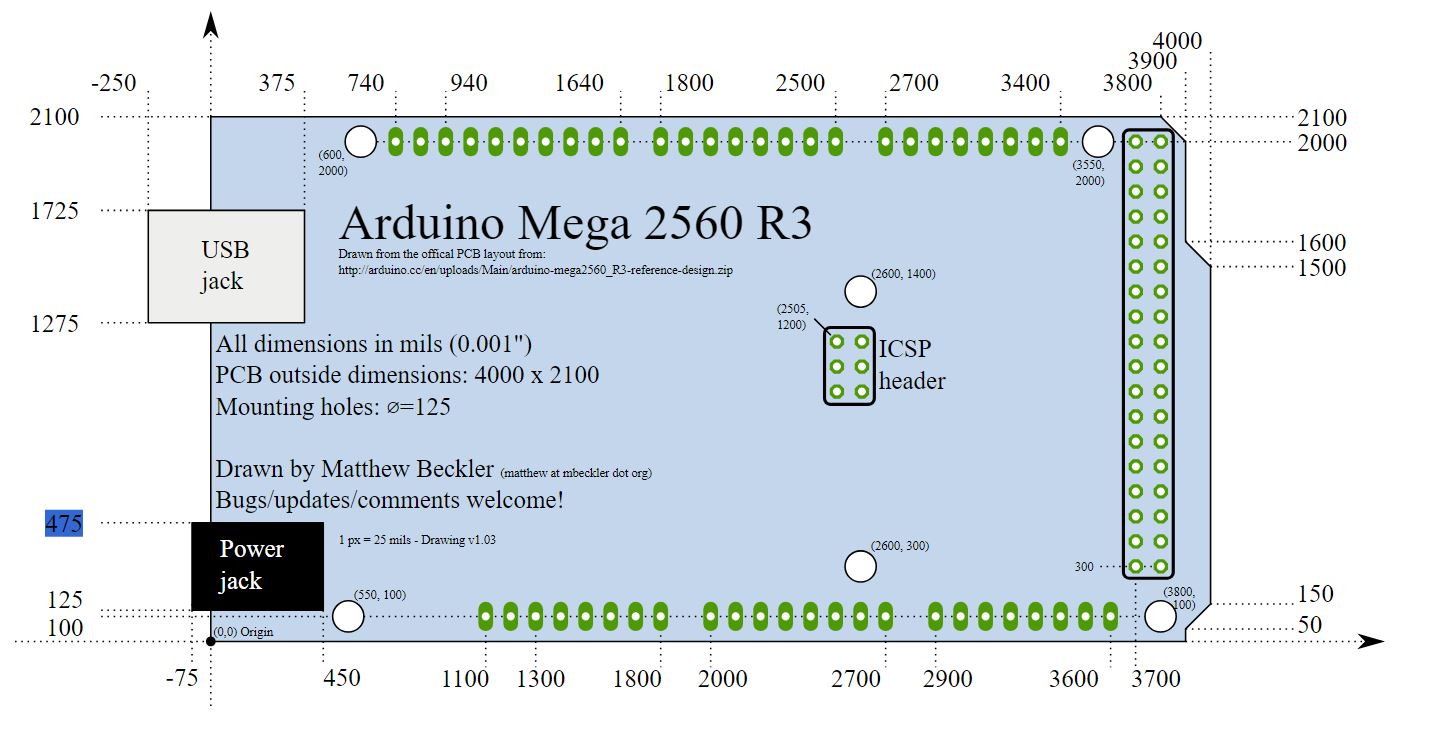 4000
3900
-250 375 740 940 1640 1800 2500 2700 3400 3800
2100
2100
2000
(600,
2000)
(3550,
2000)
1725
Arduino Mega 2560 R3
Drawn from the offical PCB layout from:
http://arduino.cc/en/uploads/Main/arduino-mega2560_R3-reference-design.zip
USB
jack
1600
1500
(2600, 1400)
(2505,
1200)
1275
All dimensions in mils (0.001")
PCB outside dimensions: 4000 x 2100
Mounting holes: ⌀=125
ICSP
header
Drawn by Matthew Beckler (matthew at mbeckler dot org)
Bugs/updates/comments welcome!
475
1 px = 25 mils - Drawing v1.03
Power
jack
(2600, 300)
300
(550, 100)
(3800,
100)
125
100
150
50
(0,0) Origin
-75 450 1100 1300 1800 2000 2700 2900 3600 3700